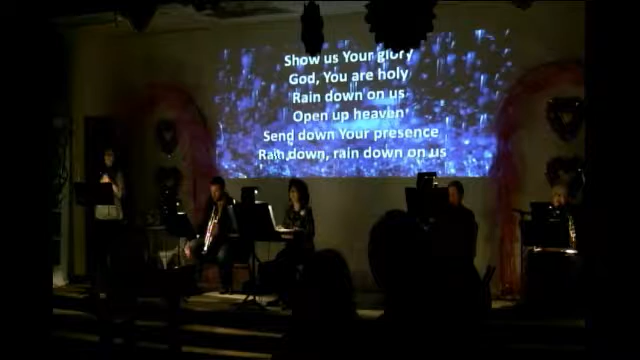 Show us Your glory
God, You are holy
Rain down on us
Open up heaven
Send down Your presence
Rain down, rain down on us